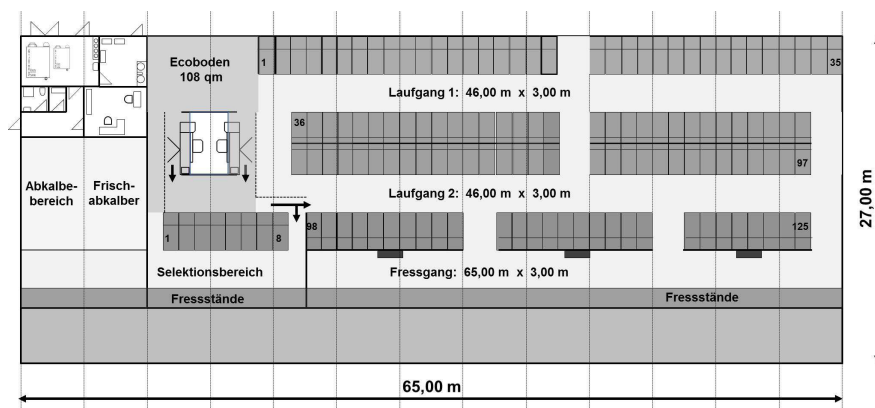 Ecoboden
108 qm
1
35
Laufgang 1: 46,00 m x 3,00 m
36
97
Abkalbe-
bereich
Frisch-
abkalber
Laufgang 2: 46,00 m x 3,00 m
27,00 m
1
8
98
125
Selektionsbereich
Fressgang: 65,00 m x 3,00 m
Fressstände
Fressstände
65,00 m